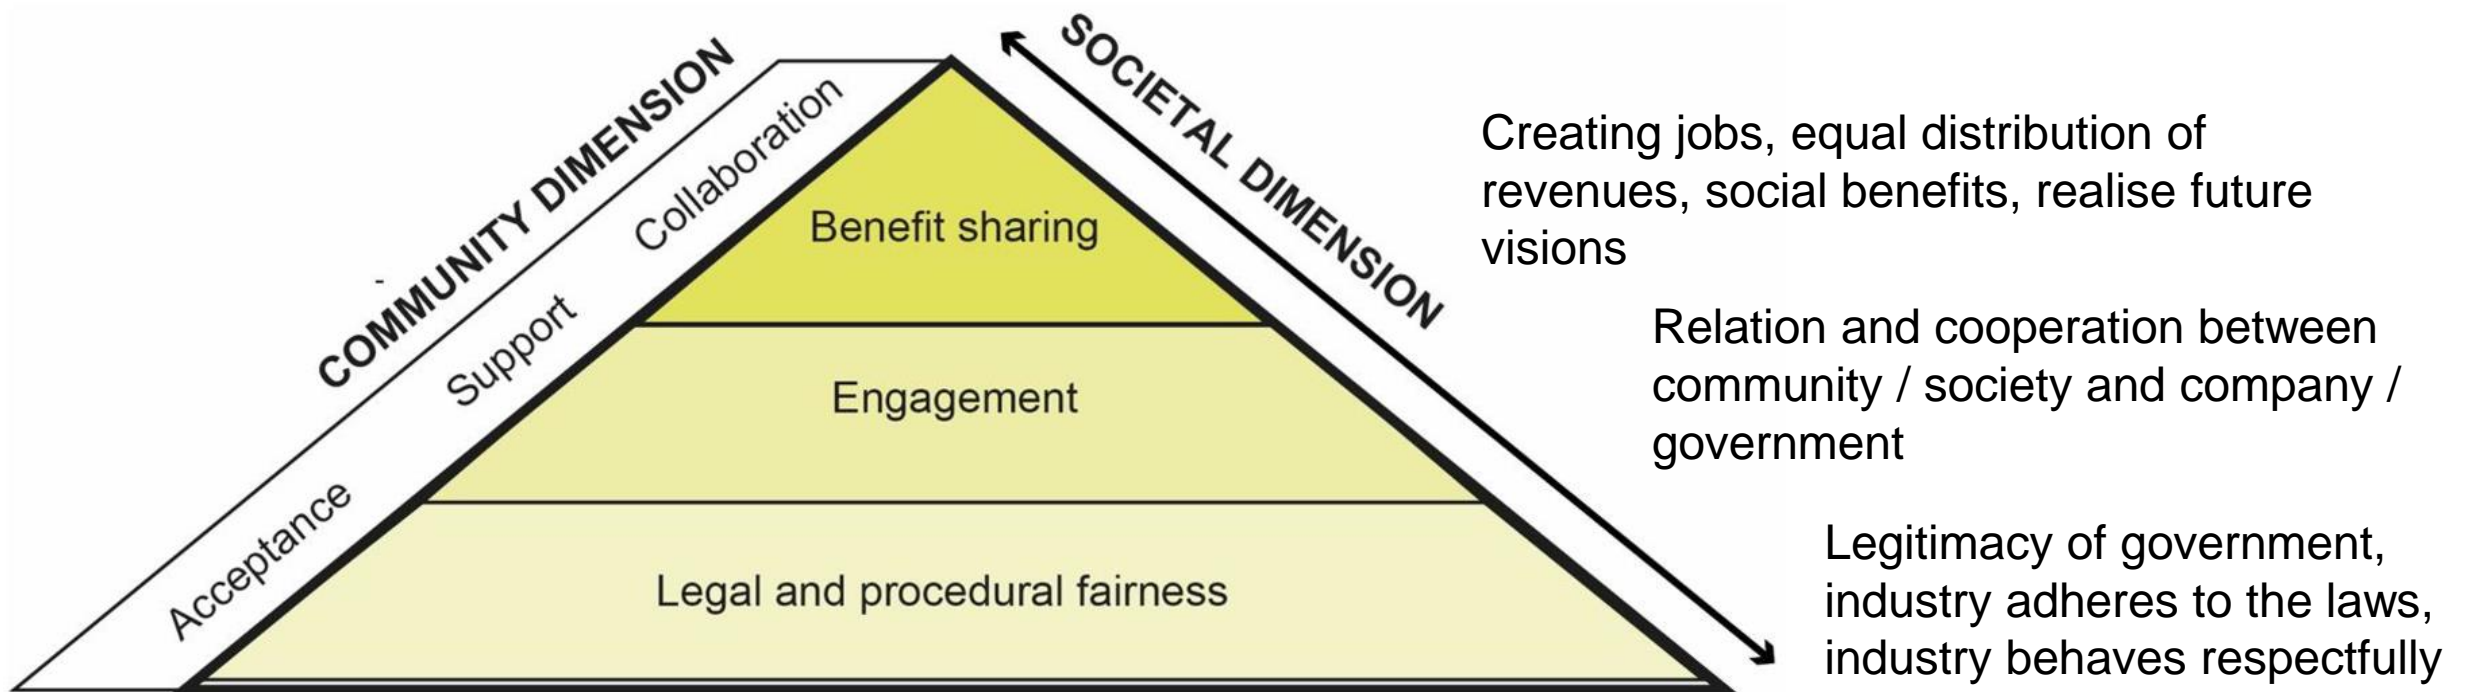 COMMUNITY DIMENSION
Collaboration
Support
Acceptance
SOCIETAL DIMENSION
Benefit sharing
Engagement
Legal and procedural fairness
Creating jobs, equal distribution of
revenues, social benefits, realise future
visions
Relation and cooperation between
community / society and company /
government
Legitimacy of government,
industry adheres to the laws,
industry behaves respectfully